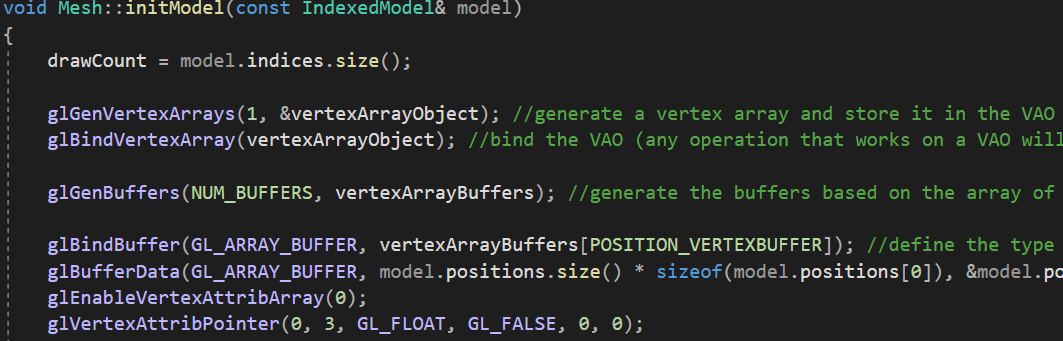 void Mesh::initModel(const IndexedModel& model)
{
drawCount = model.indices.size();
glGenVertexArrays(1, &vertexArrayObject); //generate a vertex array and store it in the VAO
glBindVertexArray(vertexArrayObject); //bind the VAO (any operation that works on a VAO will
glGenBuffers(NUM_BUFFERS, vertexArrayBuffers); //generate the buffers based on the array of
glBindBuffer(GL_ARRAY_BUFFER, vertexArrayBuffers[POSITION_VERTEXBUFFER]); //define the type
glBufferData(GL_ARRAY_BUFFER, model.positions.size() * sizeof(model.positions[0]), &model.po
glEnableVertexAttribArray(0);
glVertexAttribPointer(0, 3, GL_FLOAT, GL_FALSE, 0, 0);